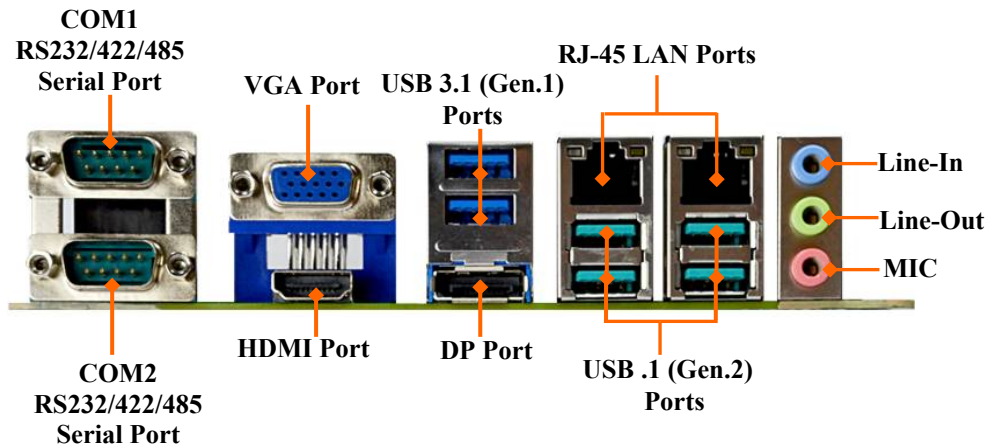 COM1
RS232/422/485
Serial Port
VGA Port
USB 3.1 (Gen.1)
Ports
RJ-45 LAN Ports
Line-In
Line-Out
MIC
HDMI Port
DP Port
USB .1 (Gen.2)
Ports
COM2
RS232/422/485
Serial Port